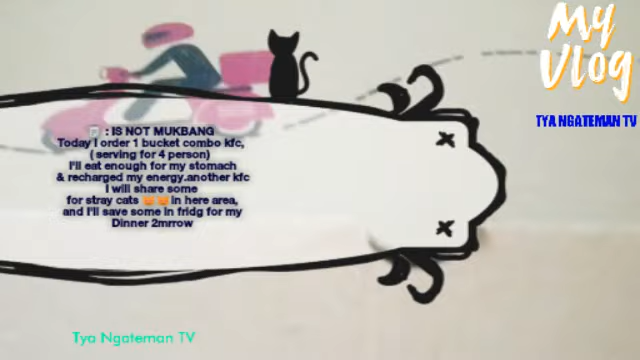 My
Vlog
TYA NGATEMAN TV
: IS NOT MUKBANG
Today I order 1 bucket combo kfc,
( serving for 4 person)
I'll eat enough for my stomach
& recharged my energy.another kfc
I will share some
for stray cats 😺😺in here area,
and I'll save some in fridg for my
Dinner 2mrrow
Tya Ngateman TV